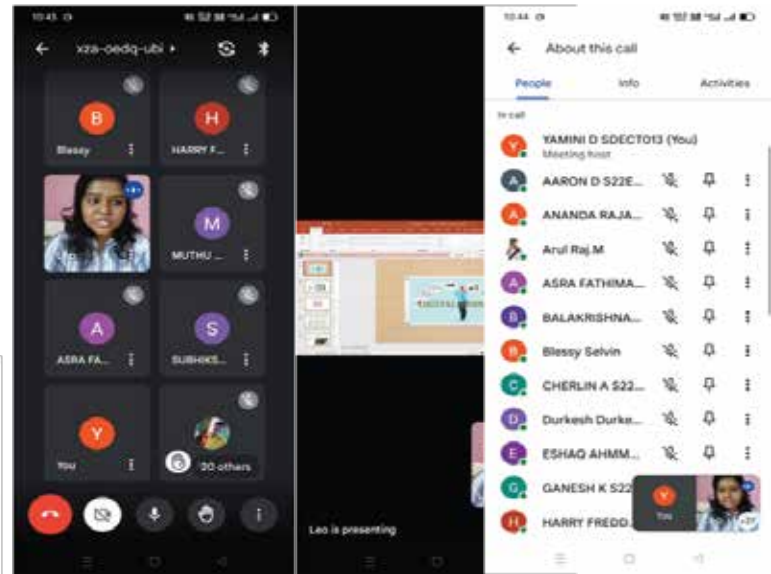 10:45
xza-oedq-ubi
B
Blessy
H
HARRY F...
M
MUTHU ...
A
ASRA FA...
S
SUBHIKS...
Y
You
20 others
Leo is presenting
10:44
About this call
People
Info
Activities
In call
Y
YAMINI D SDECT013 (You)
Meeting host
A
AARON D S22E...
A
ANANDA RAJA...
Arul Raj.M
A
ASRA FATHIMA...
B
BALAKRISHNA...
B
Blessy Selvin
C
CHERLIN A S22...
D
Durkesh Durke...
E
ESHAQ AHMM...
G
GANESH K S22
H
HARRY FREDD...
Y
You